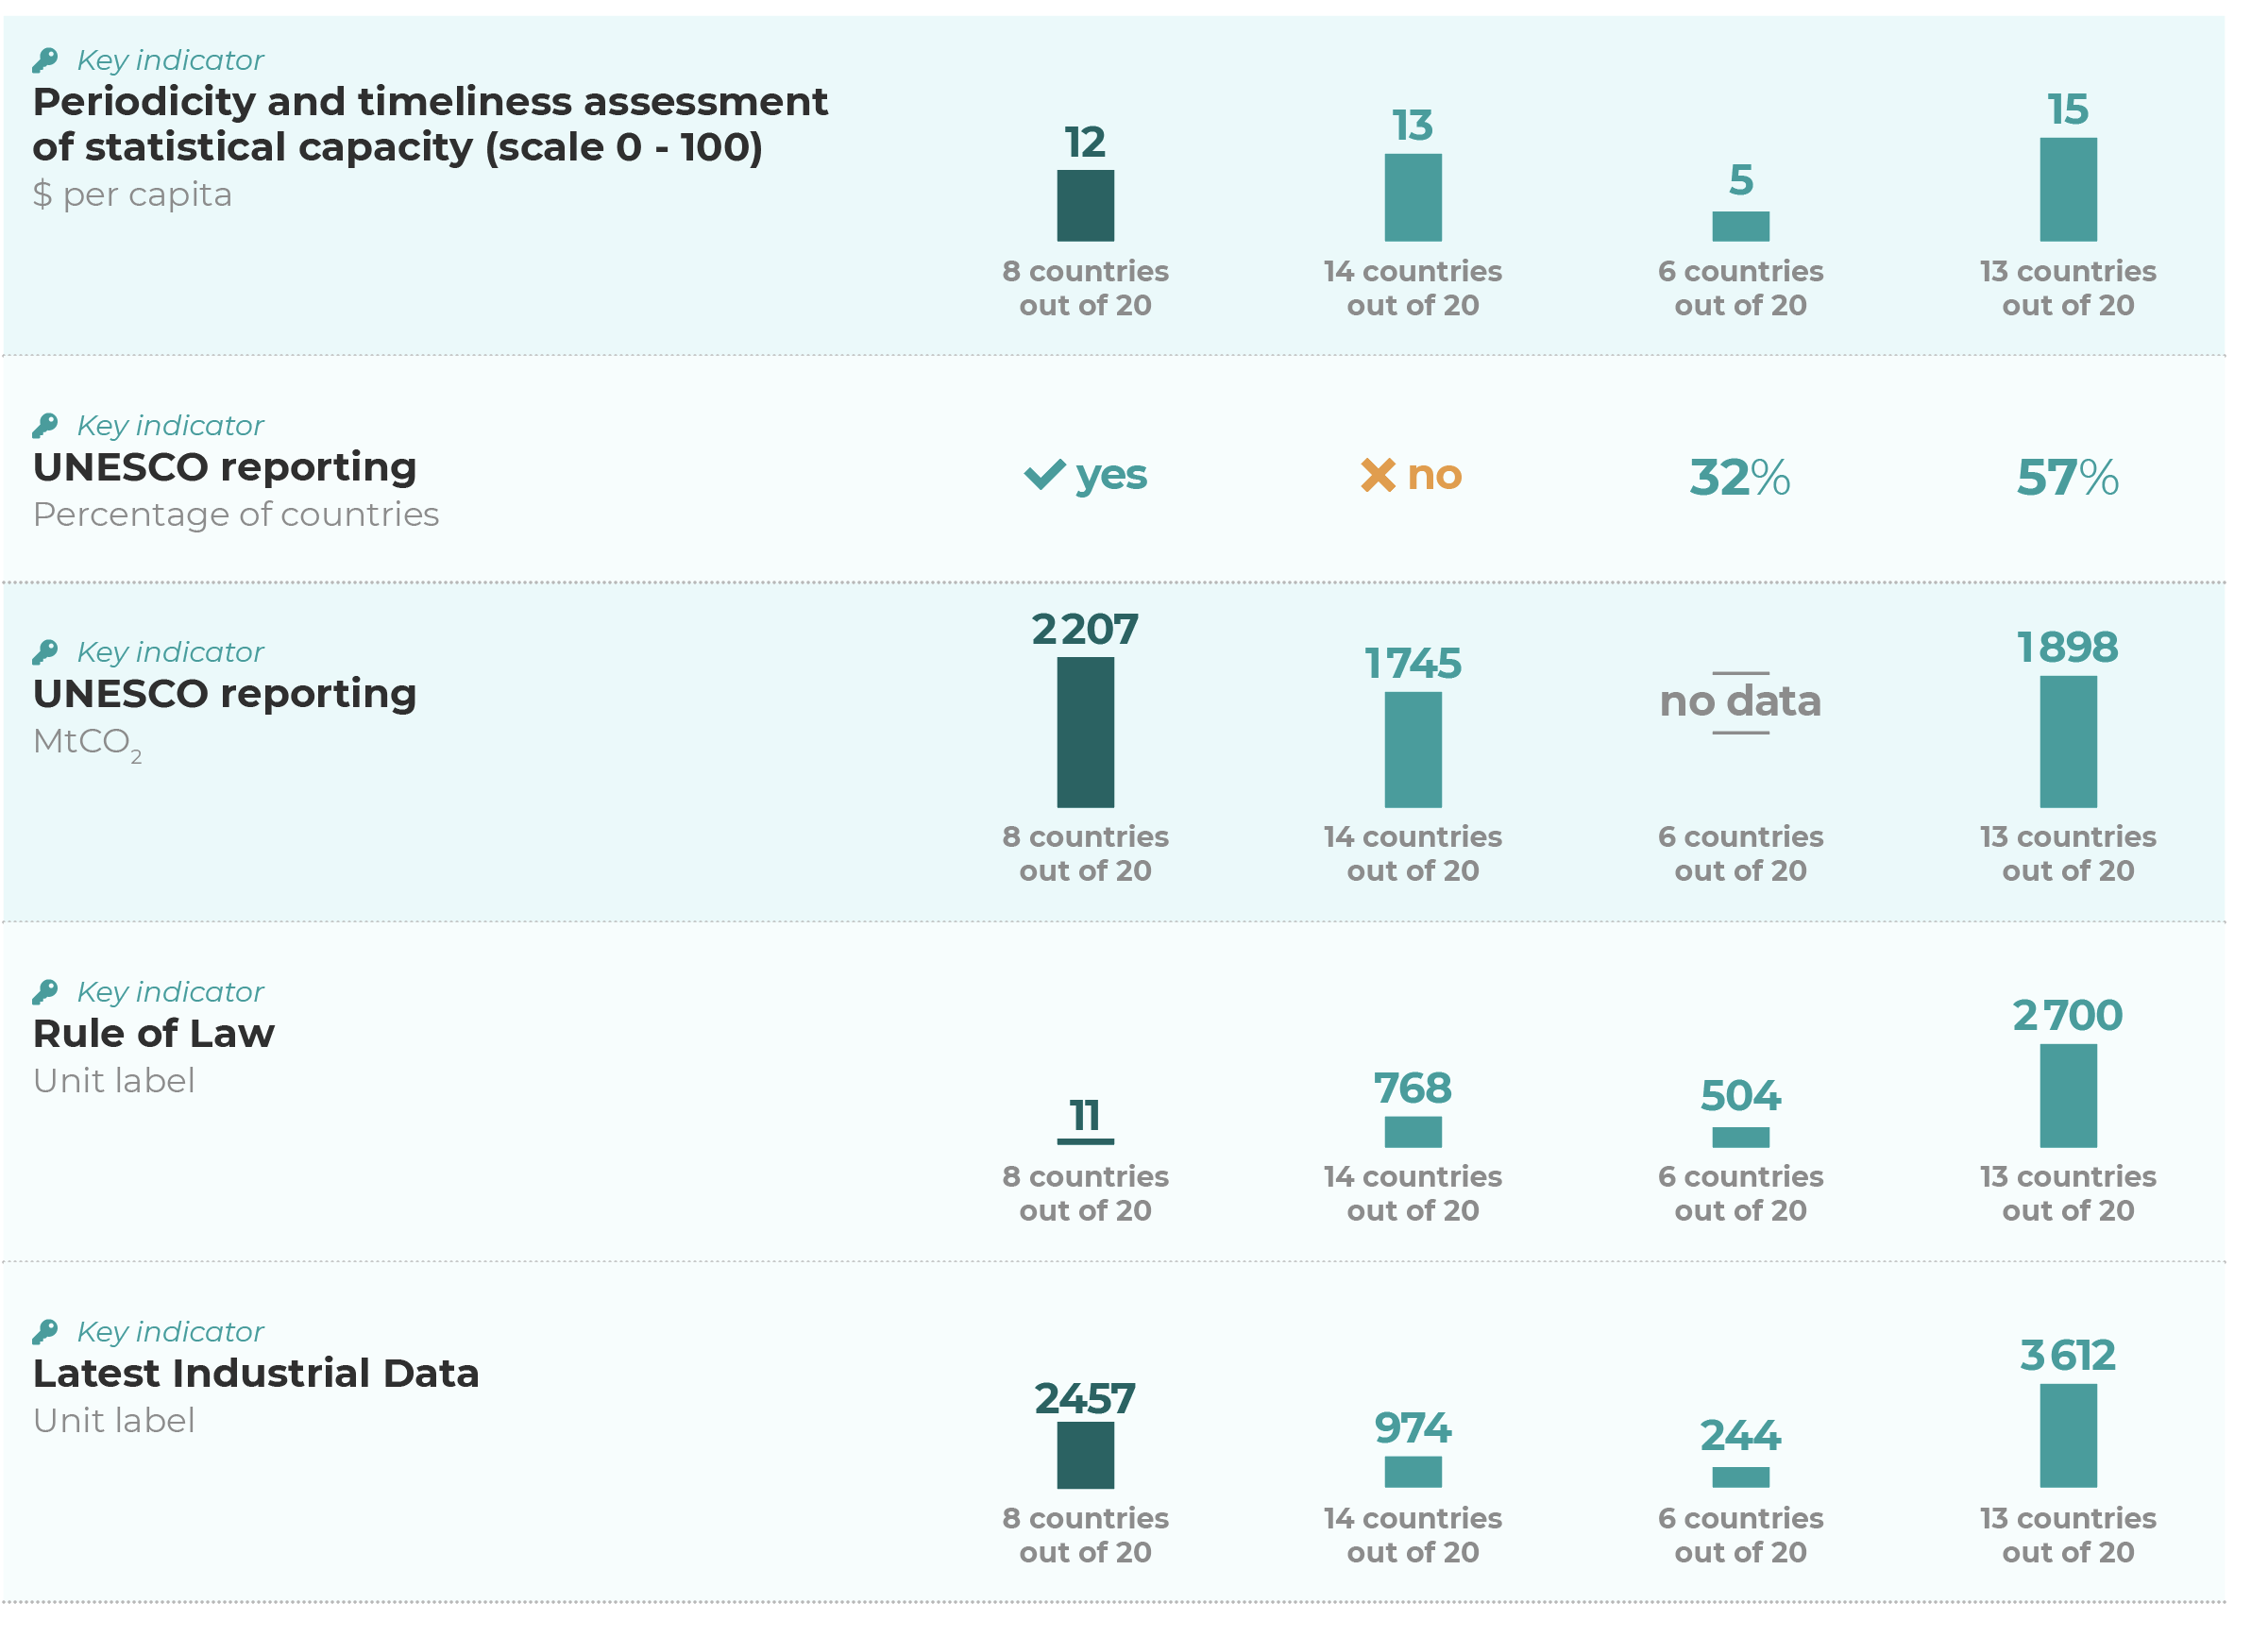 Key indicator
Periodicity and timeliness assessment
of statistical capacity (scale 0 - 100)
$ per capita
12
13
5
15
8 countries
out of 20
14 countries
out of 20
6 countries
out of 20
13 countries
out of 20
Key indicator
UNESCO reporting
Percentage of countries
yes
no
32%
57%
Key indicator
UNESCO reporting
MtCO₂
2 207
1 745
no data
1 898
8 countries
out of 20
14 countries
out of 20
6 countries
out of 20
13 countries
out of 20
Key indicator
Rule of Law
Unit label
11
768
504
2 700
8 countries
out of 20
14 countries
out of 20
6 countries
out of 20
13 countries
out of 20
Key indicator
Latest Industrial Data
Unit label
2457
974
244
3 612
8 countries
out of 20
14 countries
out of 20
6 countries
out of 20
13 countries
out of 20